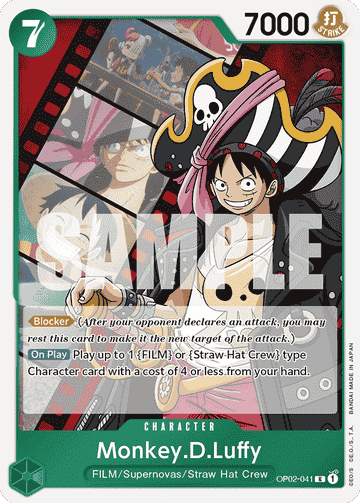 7
7000
打
STRIKE
SAMPLE
Blocker (After your opponent declares an attack, you may
rest this card to make it the new target of the attack.)
On Play Play up to 1 {FILM} or {Straw Hat Crew} type
Character card with a cost of 4 or less from your hand.
CHARACTER
Monkey.D.Luffy
FILM/Supernovas/Straw Hat Crew
OP02-041 R 1
©E.O./S. ©E.O./S., T.A. BANDAI MADE IN JAPAN